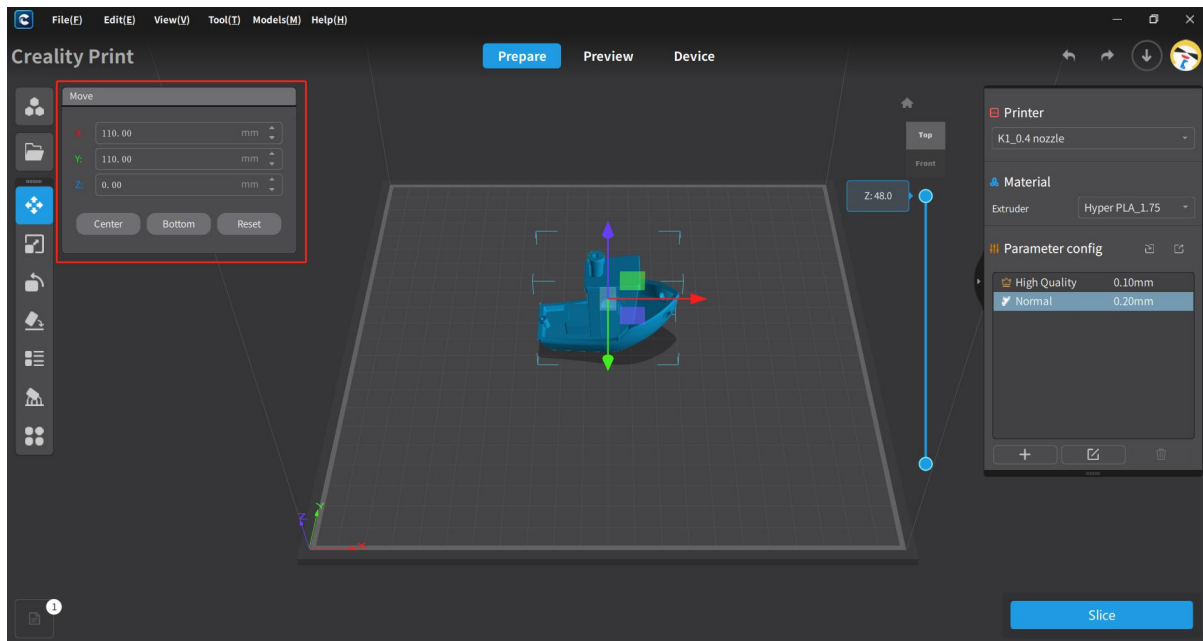 File(F) Edit(E) View(V) Tool(T) Models(M) Help(H)
Creality Print
Prepare Preview Device
Move
X: 110.00 mm
Y: 110.00 mm
Z: 0.00 mm
Center Bottom Reset
Top
Front
Z: 48.0
Printer
K1_0.4 nozzle
Material
Extruder Hyper PLA_1.75
Parameter config
High Quality 0.10mm
Normal 0.20mm
Z Y X
1
Slice